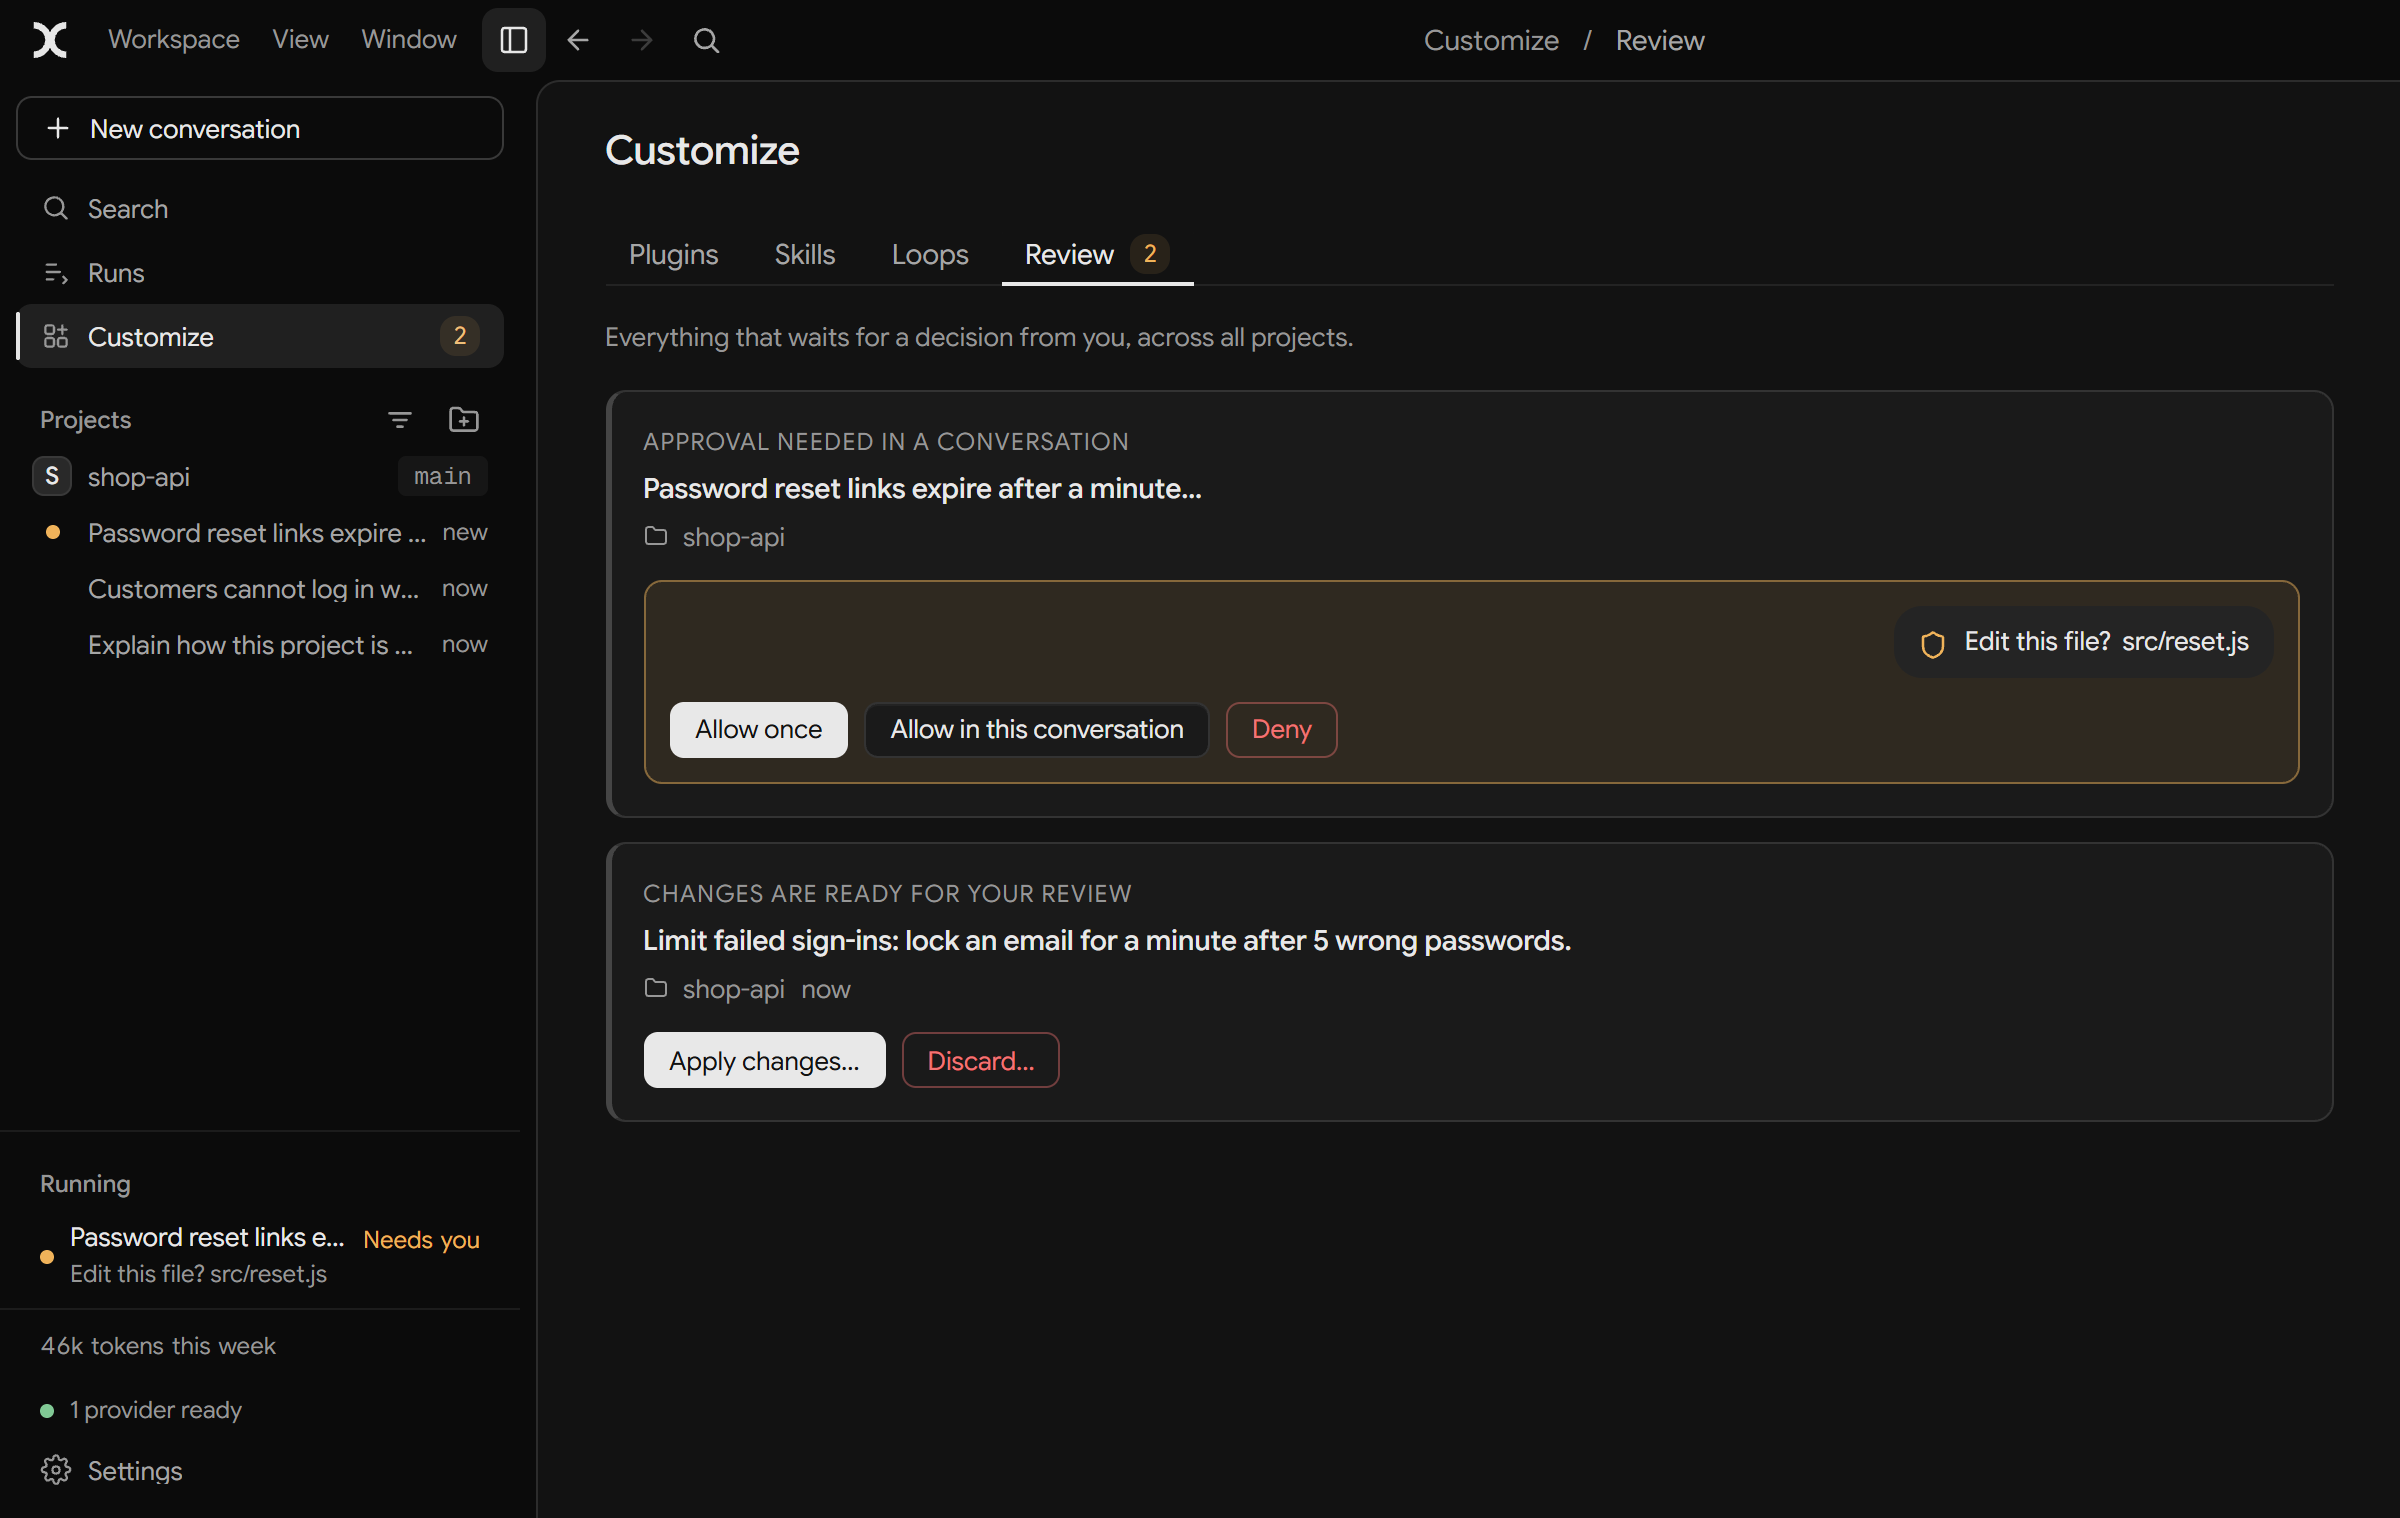 Workspace View Window
Customize / Review
New conversation
Search
Runs
Customize 2
Projects
shop-api main
S
Password reset links expire ... new
Customers cannot log in w... now
Explain how this project is ... now
Running
Password reset links e... Needs you
Edit this file? src/reset.js
46k tokens this week
1 provider ready
Settings
Customize
Plugins Skills Loops Review 2
Everything that waits for a decision from you, across all projects.
APPROVAL NEEDED IN A CONVERSATION
Password reset links expire after a minute...
shop-api
Edit this file? src/reset.js
Allow once Allow in this conversation Deny
CHANGES ARE READY FOR YOUR REVIEW
Limit failed sign-ins: lock an email for a minute after 5 wrong passwords.
shop-api now
Apply changes... Discard...